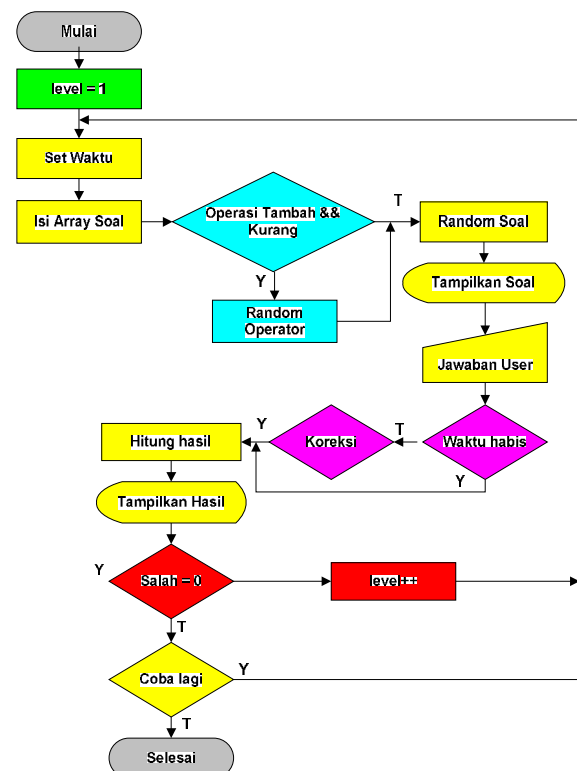 Mulai
level = 1
Set Waktu
Isi Array Soal
Operasi Tambah &&
Kurang
T
Random Soal
Y
Random
Operator
Tampilkan Soal
Jawaban User
Waktu habis
T
Y
Koreksi
Y
Hitung hasil
Tampilkan Hasil
Y
Salah = 0
level++
T
Coba lagi
Y
T
Selesai